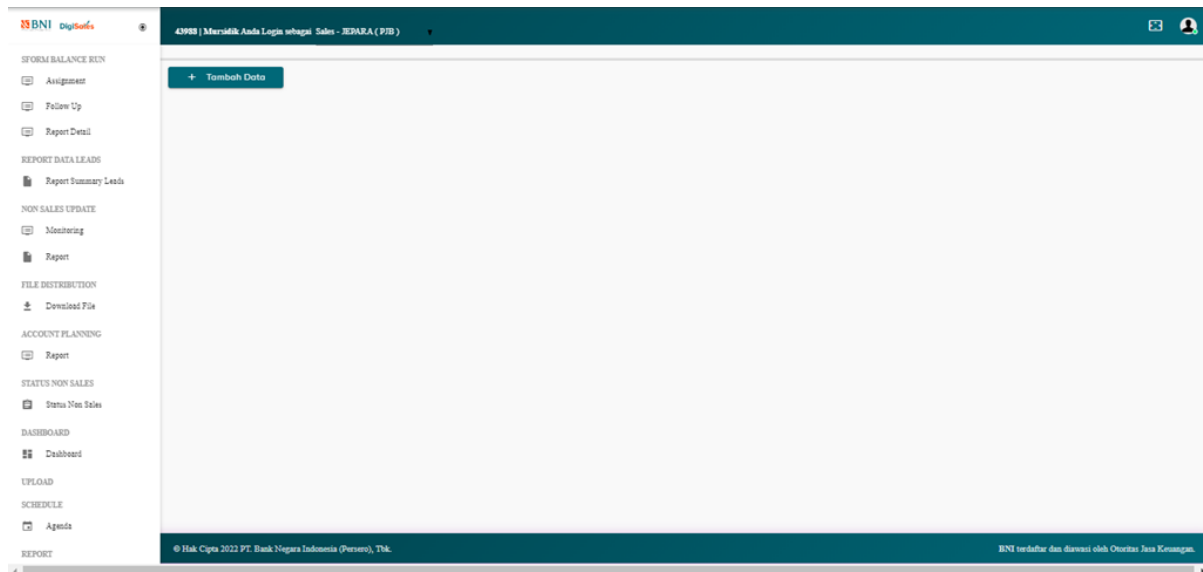 BNI DigiSales
43988 | Mursidik Anda Login sebagai Sales - JEPARA ( PJB )
SFORM BALANCE RUN
Assignment
Follow Up
Report Detail
REPORT DATA LEADS
Report Summary Leads
NON SALES UPDATE
Monitoring
Report
FILE DISTRIBUTION
Download File
ACCOUNT PLANNING
Report
STATUS NON SALES
Status Non Sales
DASHBOARD
Dashboard
UPLOAD
SCHEDULE
Agenda
REPORT
+ Tambah Data
© Hak Cipta 2022 PT. Bank Negara Indonesia (Persero), Tbk.
BNI terdaftar dan diawasi oleh Otoritas Jasa Keuangan.